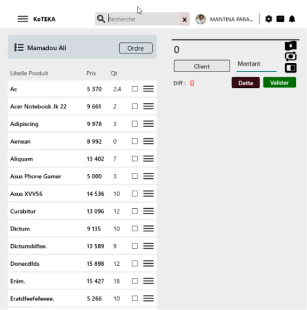 KoTEKA
Recherche
x
MANTINA PARA...
Mamadou Ali
Ordre
Libelle Produit Prix Qt
Ac 5 370 2.4
Acer Notebook Jk 22 9 661 2
Adipiscing 9 978 3
Aenean 8 992 0
Aliquam 13 402 7
Asus Phone Gamer 5 000 3
Asus XVV56 14 536 10
Curabitur 13 096 12
Dictum 9 135 10
Dictumddfee. 13 589 9
Donecdfds 15 898 12
Enim. 15 427 18
Eratdfeefefeeee. 5 266 10
0
Client
Montant
Diff : 0
Dette
Valider